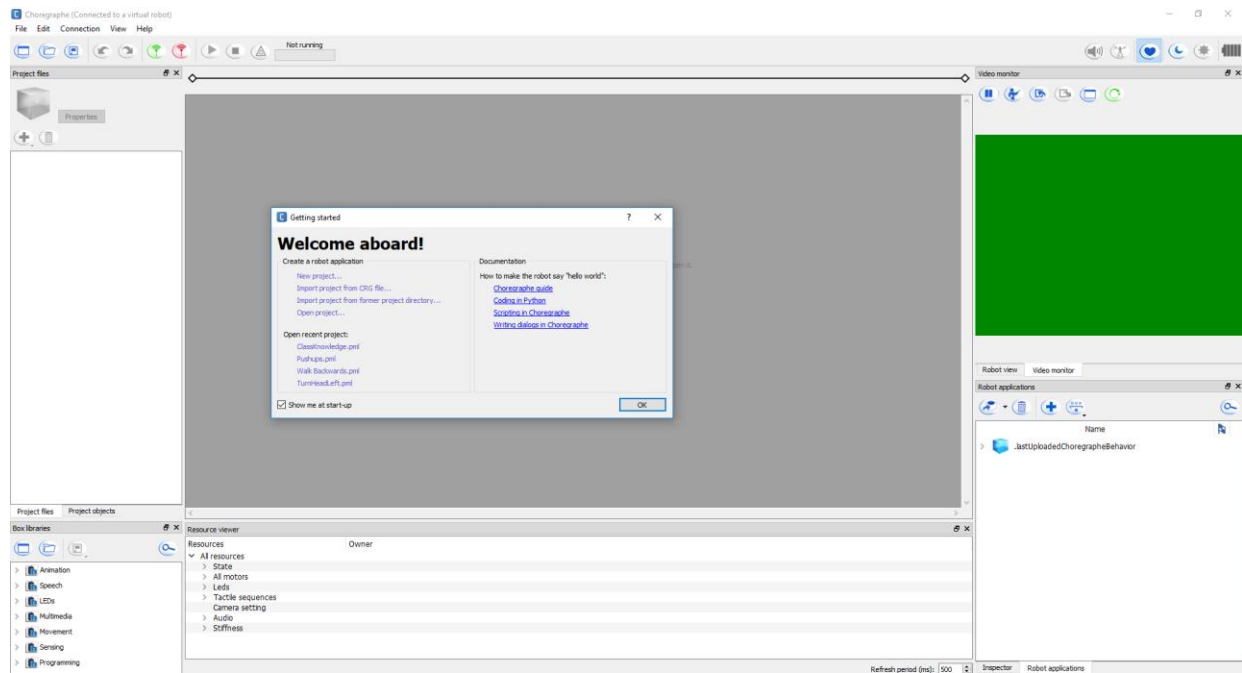 Choregraphe (Connected to a virtual robot)
File Edit Connection View Help
Not running
Project files
Properties
Project files Project objects
Box libraries
Animation
Speech
LEDs
Multimedia
Movement
Sensing
Programming
Getting started
Welcome aboard!
Create a robot application
New project...
Import project from CRG file...
Import project from former project directory...
Open project...
Open recent project:
ClassKnowledge.pml
Pushups.pml
Walk Backwards.pml
TurnHeadLeft.pml
Show me at start-up
Documentation
How to make the robot say "hello world":
Choregraphe guide
Coding in Python
Scripting in Choregraphe
Writing dialogs in Choregraphe
OK
Resource viewer
Resources Owner
All resources
State
All motors
Leds
Tactile sequences
Camera setting
Audio
Stiffness
Refresh period (ms): 500
Video monitor
Robot view Video monitor
Robot applications
Name
.lastUploadedChoregrapheBehavior
Inspector Robot applications